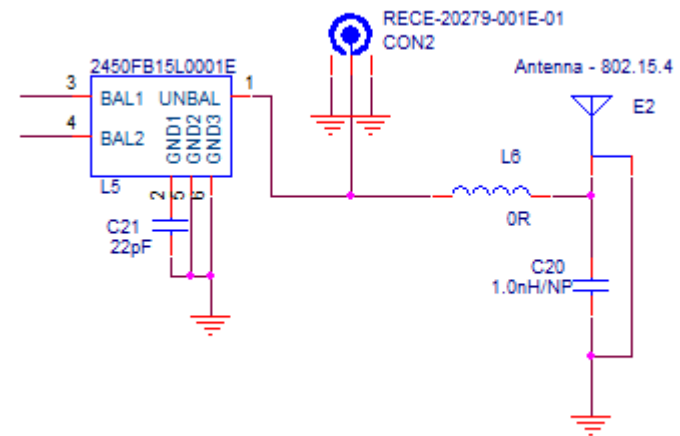 RECE-20279-001E-01
CON2
2450FB15L0001E
Antenna - 802.15.4
3
1
BAL1
UNBAL
E2
4
BAL2
GND1
GND2
GND3
L6
L5
2
5
6
0R
C21
22pF
C20
1.0nH/NP